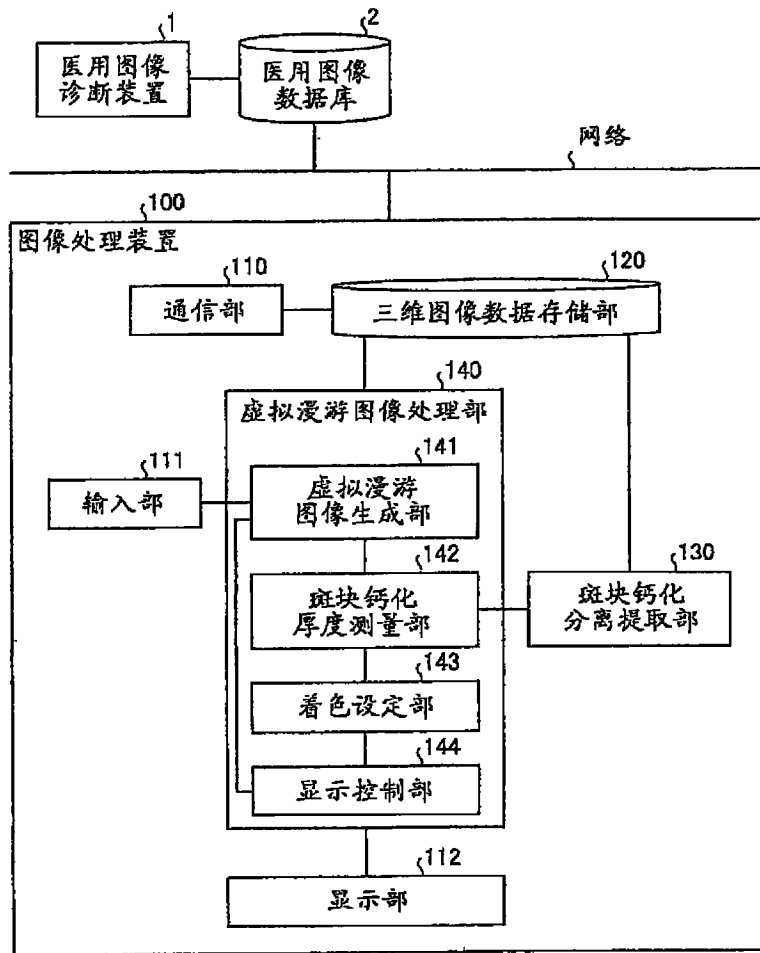 1
医用图像
诊断装置
2
医用图像
数据库
网络
100
图像处理装置
110
通信部
120
三维图像数据存储部
140
虚拟漫游图像处理部
111
输入部
141
虚拟漫游
图像生成部
142
斑块钙化
厚度测量部
130
斑块钙化
分离提取部
143
着色设定部
144
显示控制部
112
显示部